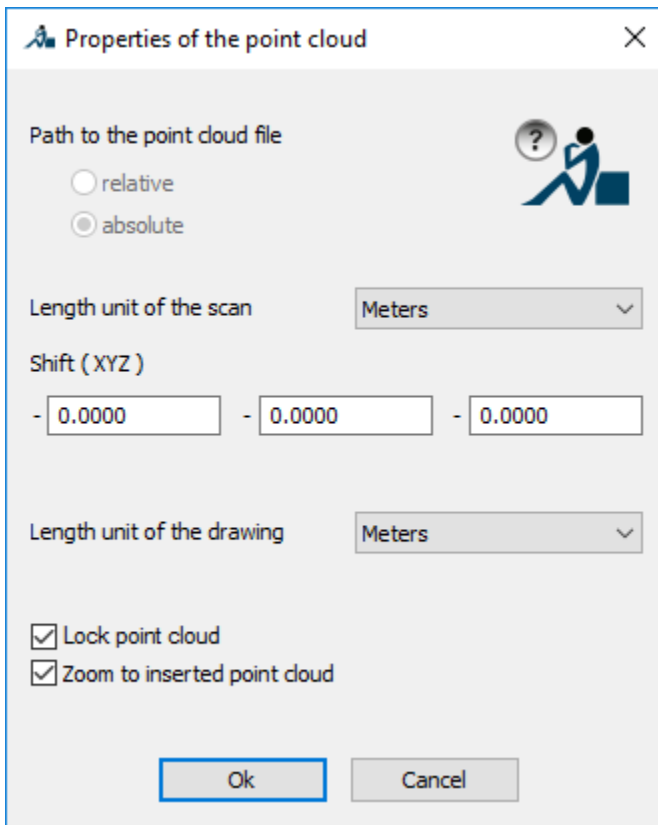 Properties of the point cloud
Path to the point cloud file
?
relative
absolute
Length unit of the scan Meters
Shift ( XYZ )
- 0.0000 - 0.0000 - 0.0000
Length unit of the drawing Meters
Lock point cloud
Zoom to inserted point cloud
Ok Cancel